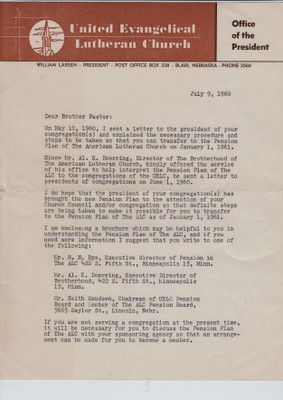 United Evangelical
Lutheran Church
Office
of the
President
WILLIAM LARSEN - PRESIDENT - POST OFFICE BOX 338 - BLAIR, NEBRASKA - PHONE 3560
July 9, 1960
Dear Brother Pastor:
On May 10, 1960, I sent a letter to the president of your
congregation(s) and explained the necessary procedure and
steps to be taken so that you can transfer to the Pension
Plan of The American Lutheran Church on January 1, 1961.
Since Mr. Al. E. Doerring, Director of The Brotherhood of
The American Lutheran Church, kindly offered the service
of his office to help interpret the Pension Plan of The
ALC to the congregations of the UELC, he sent a letter to
presidents of congregations on June 1, 1960.
I do hope that the president of your congregation(s) has
brought the new Pension Plan to the attention of your
Church Council and/or congregation so that definite steps
are being taken to make it possible for you to transfer
to the Pension Plan of The ALC as of January 1, 1961.
I am enclosing a brochure which may be helpful to you in
understanding the Pension Plan of The ALC, and if you
need more information I suggest that you write to one of
the following:
Mr. H. N. Rye, Executive director of Pension in
The ALC 422 S. Fifth St., Minneapolis 15, Minn.
Mr. Al. E. Doerring, Executive Director of
Brotherhood, 422 S. Fifth St., Minneapolis
15, Minn.
Mr. Keith Knudsen, Chairman of UELC Pension
Board and Member of The ALC Pension Board,
Saylor St., Lincoln, Nebr.
If you are not serving a congregation at the present time,
it will be necessary for you to discuss the Pension Plan
of The ALC with your sponsoring agency so that an arrange-
ment can be made for you to become a member.